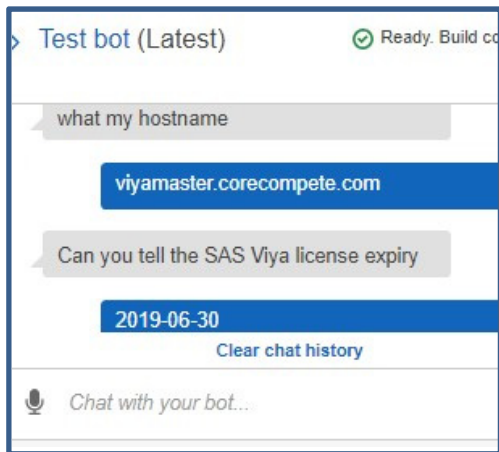 Test bot (Latest)
Ready. Build co
what my hostname
viyamaster.corecompete.com
Can you tell the SAS Viya license expiry
2019-06-30
Clear chat history
Chat with your bot...